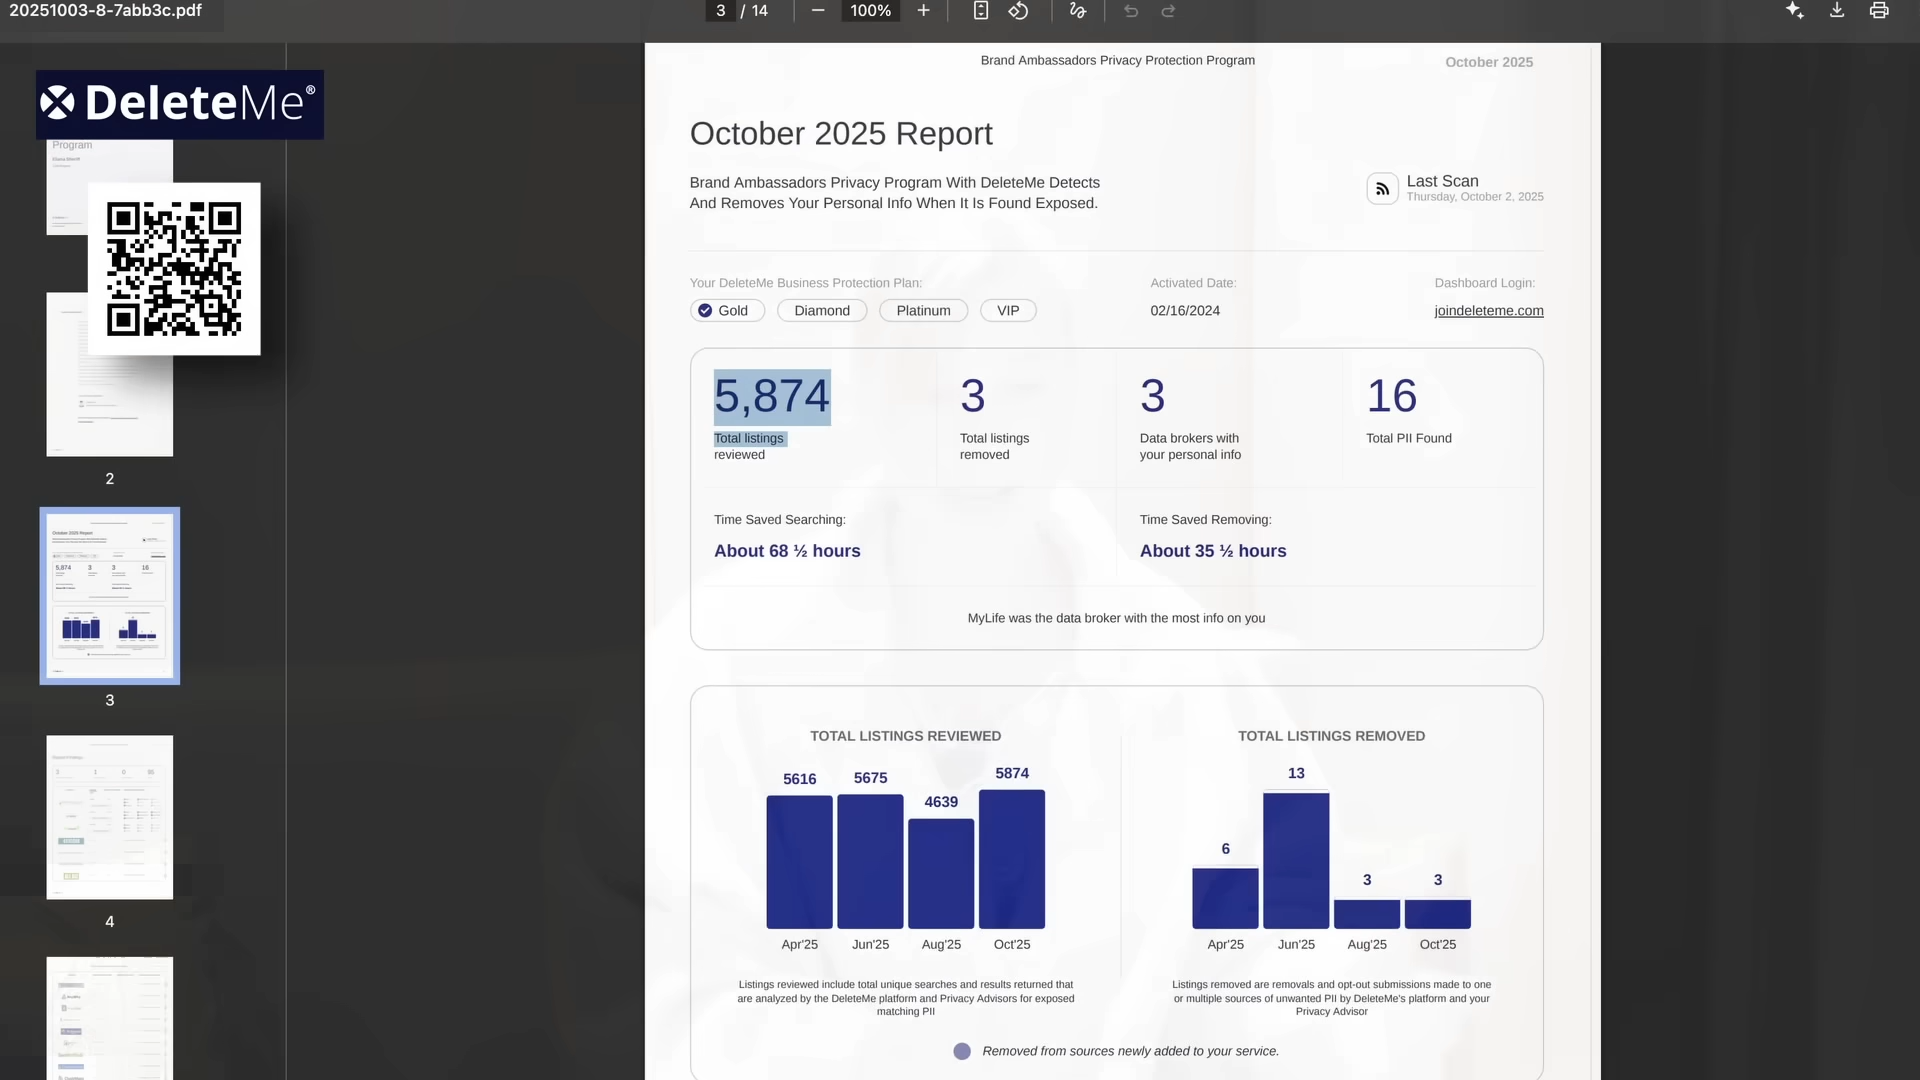 20251003-8-7abb3c.pdf
3 / 14
100%
DeleteMe®
Program
2
3
4
Brand Ambassadors Privacy Protection Program
October 2025
October 2025 Report
Brand Ambassadors Privacy Program With DeleteMe Detects
And Removes Your Personal Info When It Is Found Exposed.
Last Scan
Thursday, October 2, 2025
Your DeleteMe Business Protection Plan:
Activated Date:
Dashboard Login:
Gold
Diamond
Platinum
VIP
02/16/2024
joindeleteme.com
5,874
Total listings
reviewed
3
Total listings
removed
3
Data brokers with
your personal info
16
Total PII Found
Time Saved Searching:
About 68 ½ hours
Time Saved Removing:
About 35 ½ hours
MyLife was the data broker with the most info on you
TOTAL LISTINGS REVIEWED
5616
5675
4639
5874
Apr'25
Jun'25
Aug'25
Oct'25
Listings reviewed include total unique searches and results returned that
are analyzed by the DeleteMe platform and Privacy Advisors for exposed
matching PII
TOTAL LISTINGS REMOVED
6
13
3
3
Apr'25
Jun'25
Aug'25
Oct'25
Listings removed are removals and opt-out submissions made to one
or multiple sources of unwanted PII by DeleteMe's platform and your
Privacy Advisor
Removed from sources newly added to your service.